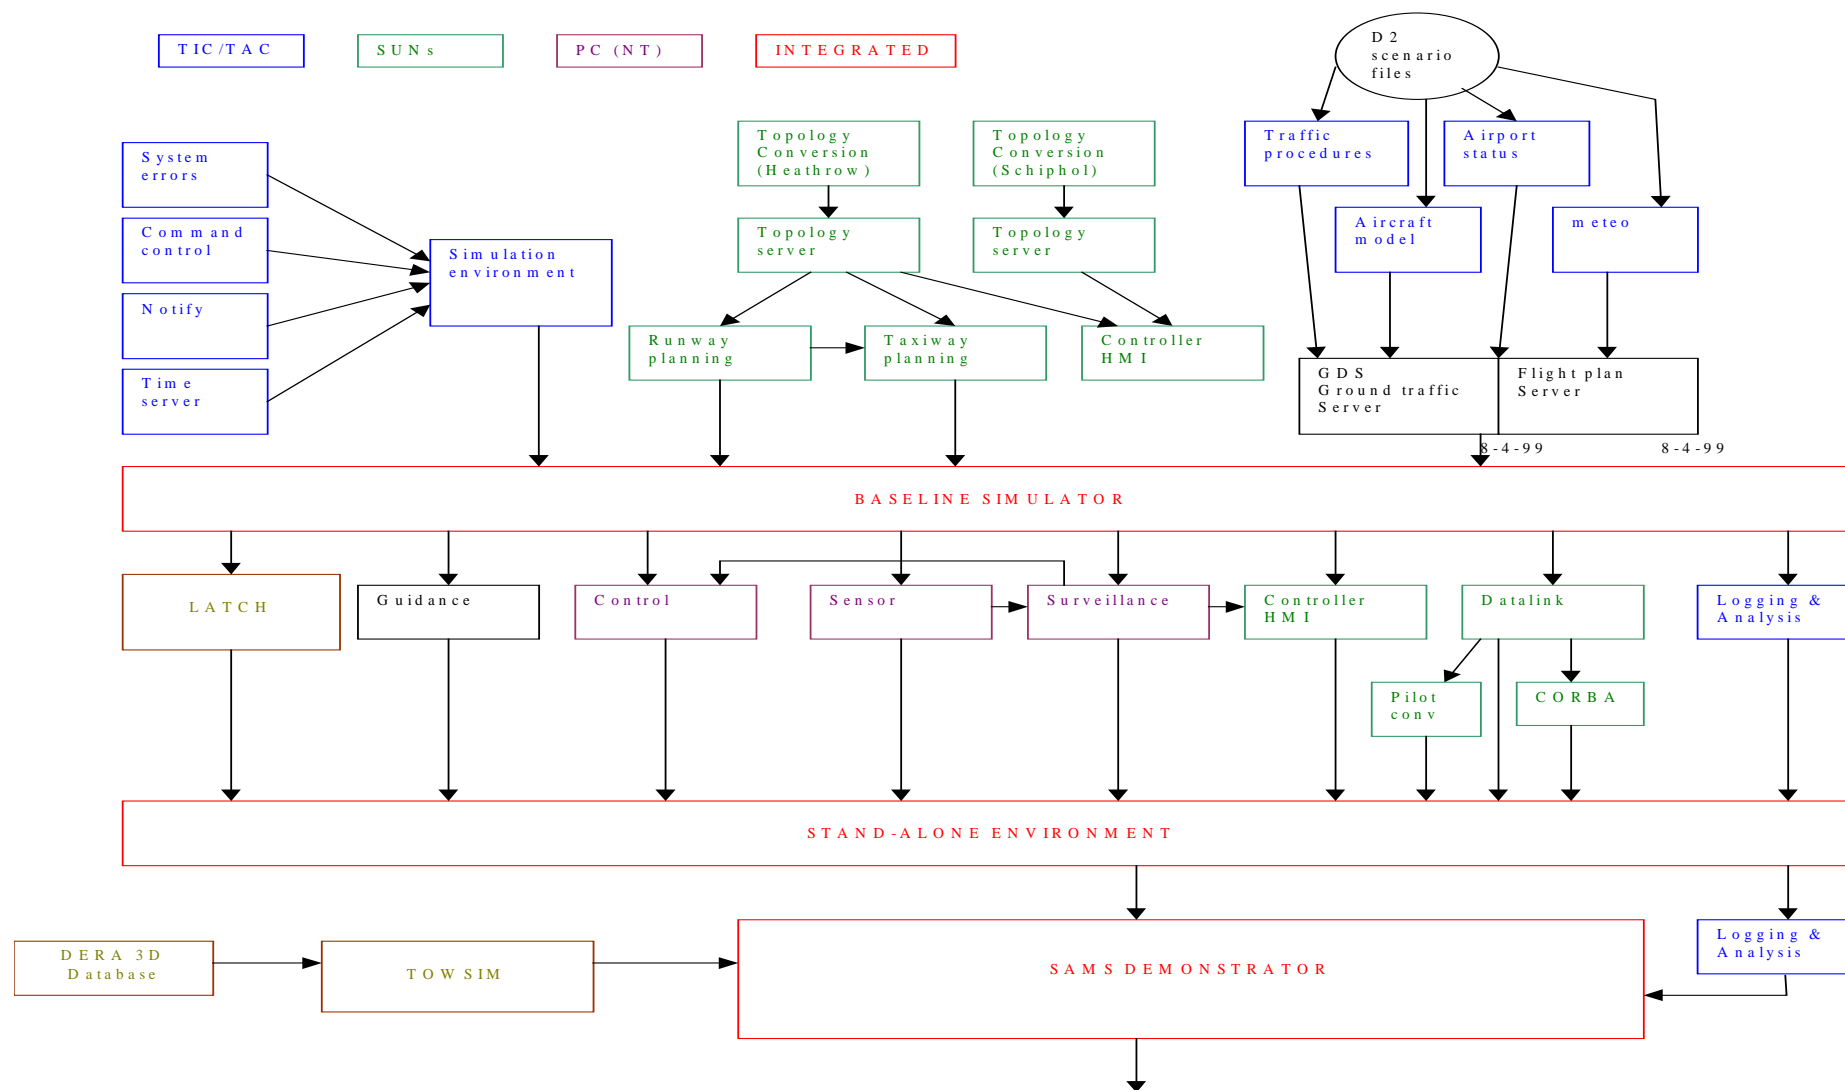 TIC/TAC
SUNs
PC (NT)
INTEGRATED
D2
scenario
files
System
errors
Command
control
Notify
Time
server
Simulation
environment
Topology
Conversion
(Heathrow)
Topology
Conversion
(Schiphol)
Topology
server
Topology
server
Runway
planning
Taxiway
planning
Controller
HMI
Traffic
procedures
Airport
status
Aircraft
model
meteo
GDS
Ground traffic
Server
Flight plan
Server
8-4-99
8-4-99
BASELINE SIMULATOR
LATCH
Guidance
Control
Sensor
Surveillance
Controller
HMI
Datalink
Logging &
Analysis
Pilot
conv
CORBA
STAND-ALONE ENVIRONMENT
DERA 3D
Database
TOWSIM
SAMS DEMONSTRATOR
Logging &
Analysis